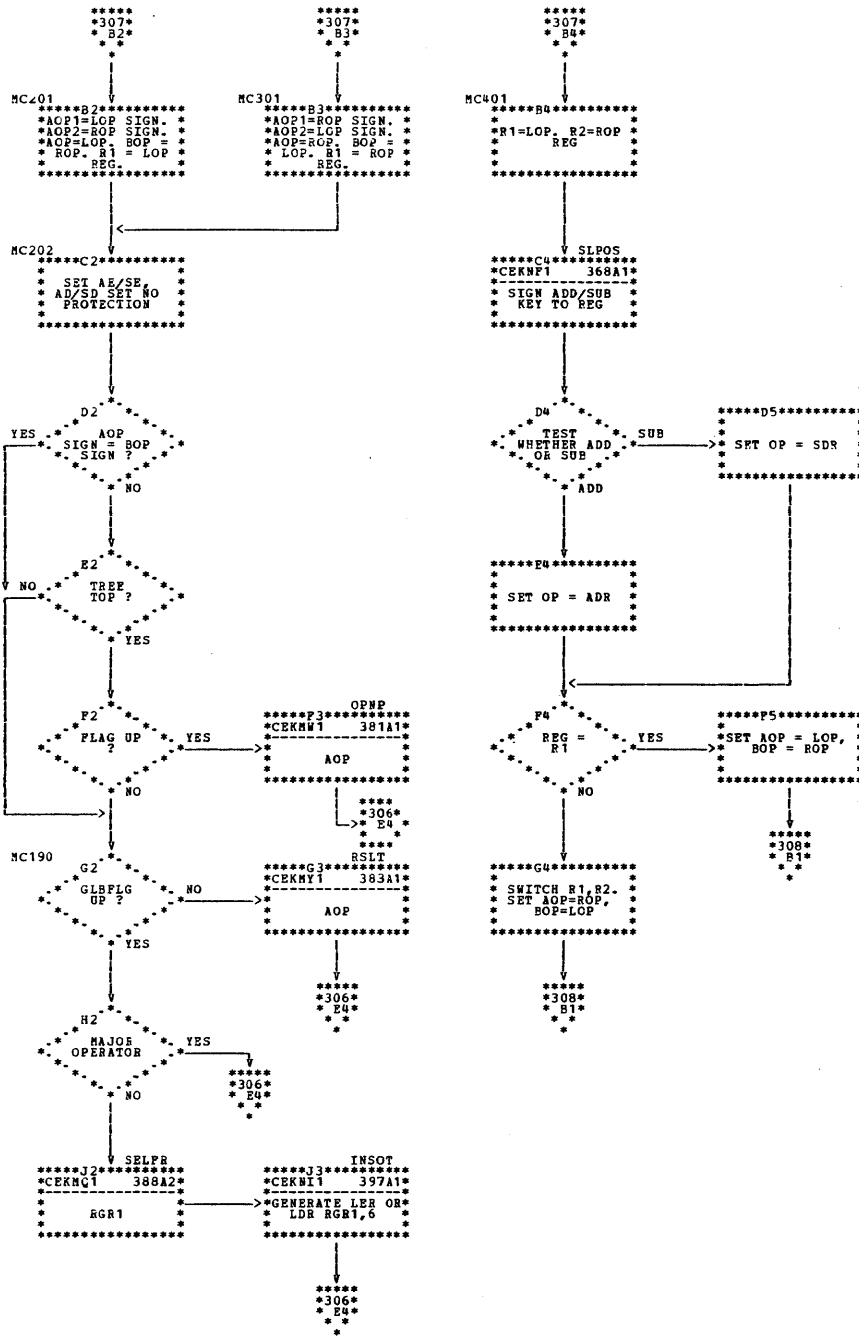 *307*
B2*
*307*
B3*
*307*
B4*
MC201
*****B2**********
*AOP1=LOP SIGN. *
*AOP2=ROP SIGN. *
*AOP=LOP. BOP = *
* ROP. R1 = LOP *
* REG. *
MC301
*****B3**********
*AOP1=ROP SIGN. *
*AOP2=LOP SIGN. *
*AOP=ROP. BOP = *
* LOP. R1 = ROP *
* REG. *
MC401
*****B4**********
*R1=LOP. R2=ROP *
* REG *
MC202
*****C2**********
* SET AE/SE, *
* AD/SD SET NO *
* PROTECTION *
SLPOS
*****C4**********
*CEKNF1 368A1*
* SIGN ADD/SUB *
* KEY TO REG *
D2
AOP
SIGN = BOP
SIGN ?
YES
NO
D4
TEST
WHETHER ADD
OR SUB
SUB
ADD
*****D5**********
* SET OP = SDR *
E2
TREE
TOP ?
NO
YES
*****E4**********
* SET OP = ADR *
F2
FLAG UP
?
YES
NO
OPNP
*****F3**********
*CEKMW1 381A1*
* AOP *
*306*
E4*
F4
REG =
R1
YES
NO
*****F5**********
*SET AOP = LOP, *
* BOP = ROP *
*308*
B1*
MC190
G2
GLBFLG
UP ?
NO
YES
RSLT
*****G3**********
*CEKMY1 383A1*
* AOP *
*306*
E4*
*****G4**********
* SWITCH R1,R2. *
* SET AOP=ROP, *
* BOP=LOP *
*308*
B1*
H2
MAJOR
OPERATOR
YES
NO
*306*
E4*
SELFR
*****J2**********
*CEKMQ1 388A2*
* RGR1 *
INSOT
*****J3**********
*CEKNI1 397A1*
*GENERATE LER OR*
* LDR RGR1,6 *
*306*
E4*